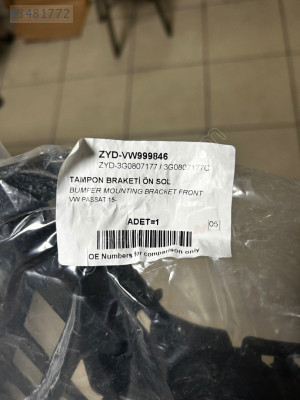 481772
ZYD-VW999846
ZYD-3G0807177 / 3G0807177C
TAMPON BRAKETİ ÖN SOL
BUMPER MOUNTING BRACKET FRONT
VW PASSAT 15-
ADET=1
05
OE Numbers for comparison only